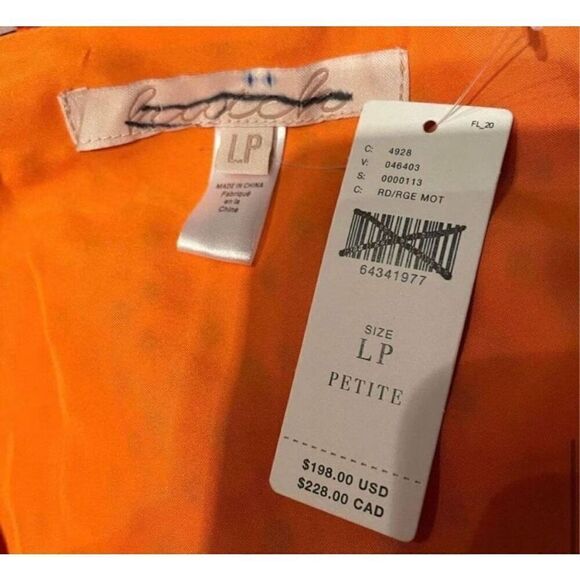 LP
MADE IN CHINA
Fabriqué
en la
Chine
FL_20
C: 4928
V: 046403
S: 0000113
C: RD/RGE MOT
64341977
SIZE
LP
PETITE
$198.00 USD
$228.00 CAD